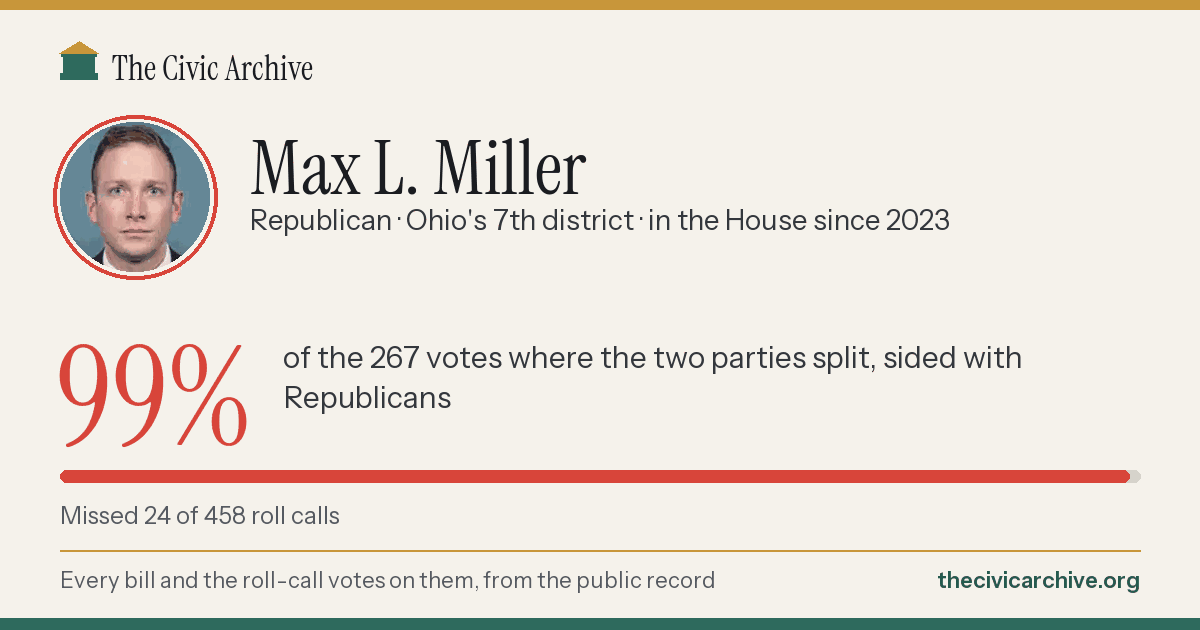 The Civic Archive
Max L. Miller
Republican · Ohio's 7th district · in the House since 2023
99%
of the 267 votes where the two parties split, sided with
Republicans
Missed 24 of 458 roll calls
Every bill and the roll-call votes on them, from the public record
thecivicarchive.org